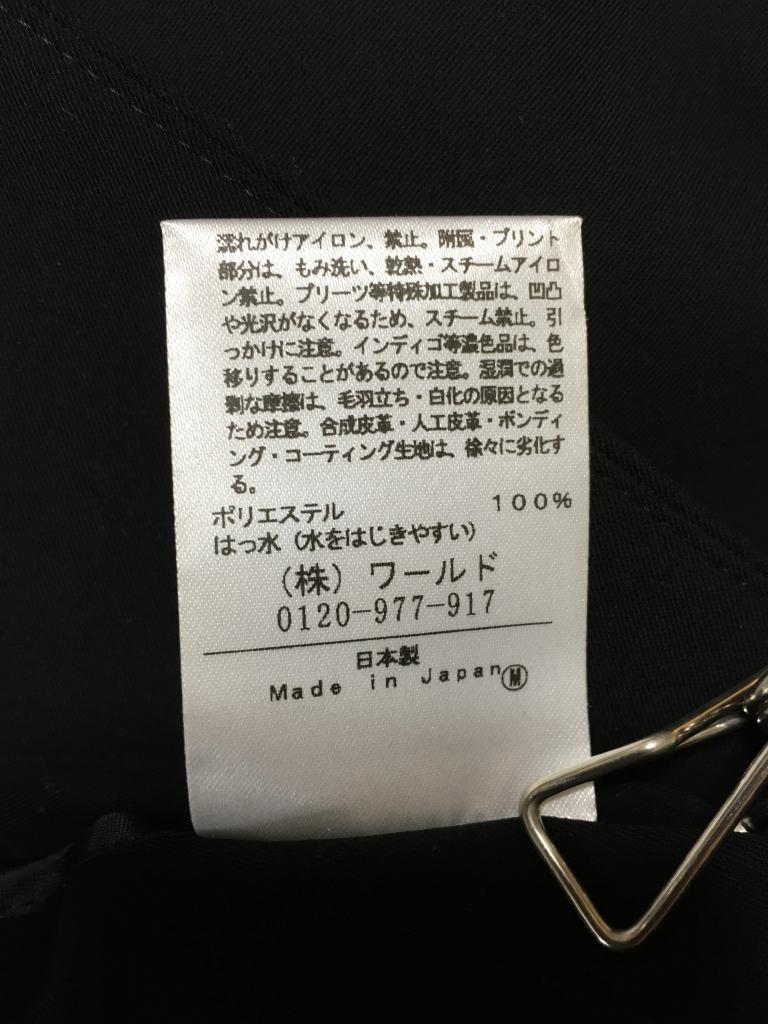 濡れがけアイロン、禁止。附属・プリント
部分は、もみ洗い、乾熱・スチームアイロ
ン禁止。プリーツ等特殊加工製品は、凹凸
や光沢がなくなるため、スチーム禁止。引
っかけに注意。インディゴ等濃色品は、色
移りすることがあるので注意。湿潤での過
剰な摩擦は、毛羽立ち・白化の原因となる
ため注意。合成皮革・人工皮革・ボンディ
ング・コーティング生地は、徐々に劣化す
る。
ポリエステル 100%
はっ水（水をはじきやすい）
（株）ワールド
0120-977-917
日本製
Made in Japan Ⓜ